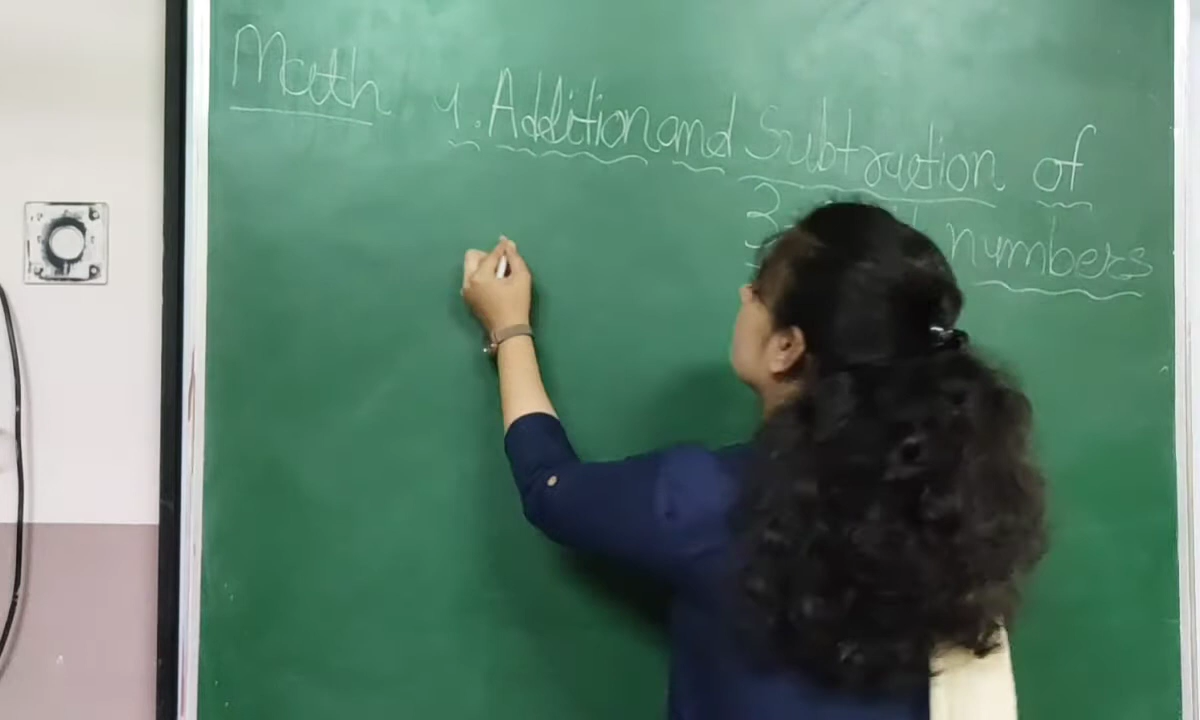 Math 4. Addition and Subtraction of
3 numbers